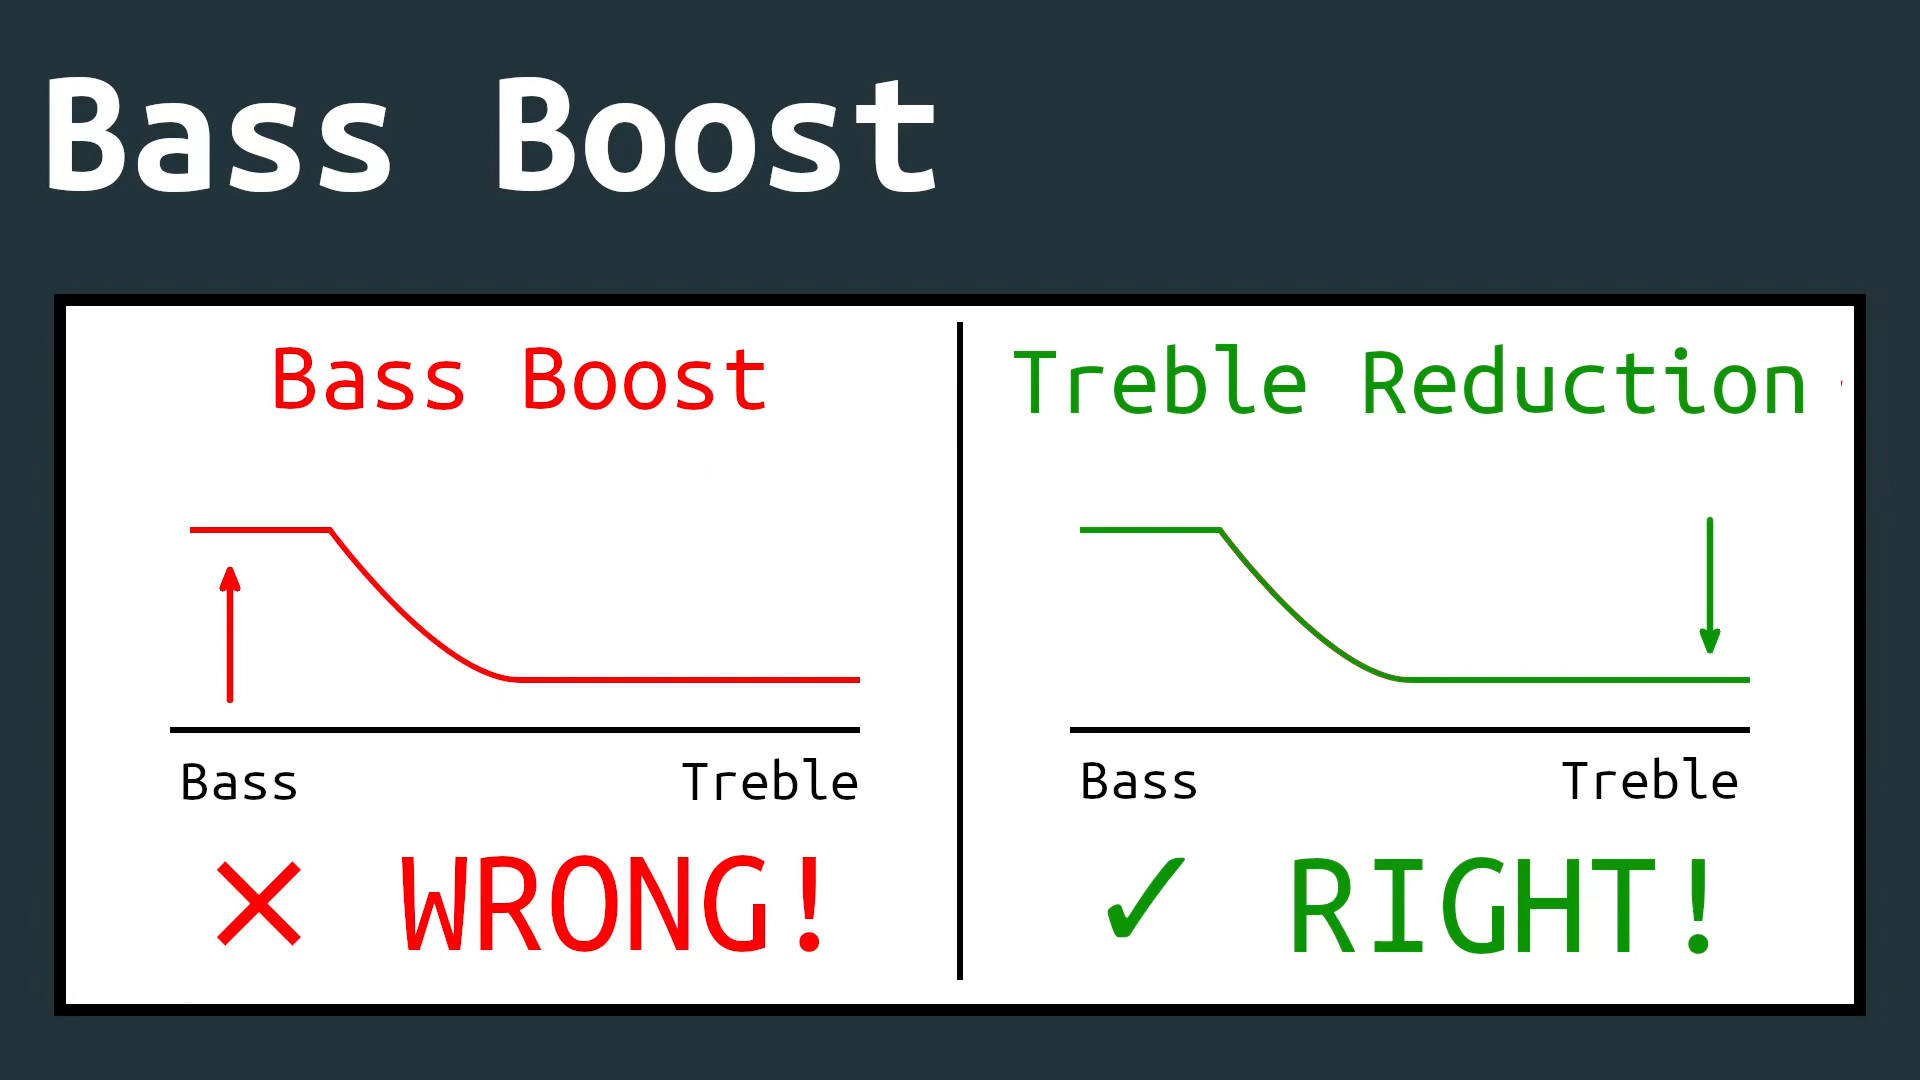 Bass Boost
Bass Boost
Bass Treble
✕ WRONG!
Treble Reduction
Bass Treble
✓ RIGHT!